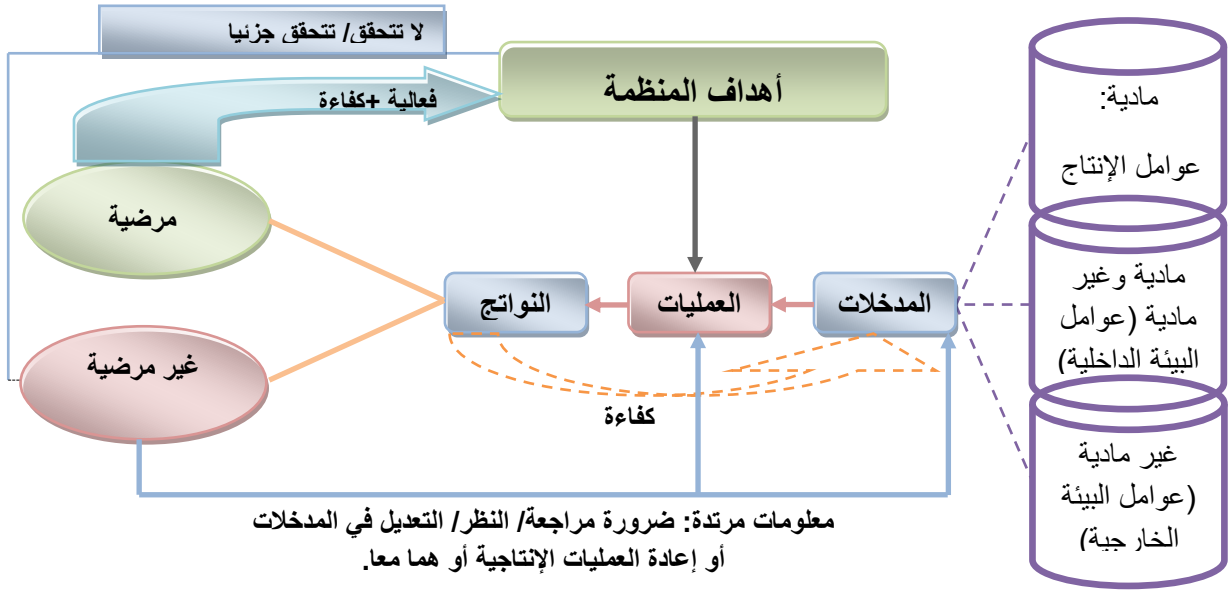 لا تتحقق/ تتحقق جزئيا
أهداف المنظمة
فعالية +كفاءة
مادية:
عوامل الإنتاج
مرضية
مادية وغير
مادية (عوامل
البيئة الداخلية)
المدخلات
العمليات
النواتج
غير مرضية
كفاءة
غير مادية
(عوامل البيئة
الخارجية)
معلومات مرتدة: ضرورة مراجعة/ النظر/ التعديل في المدخلات
أو إعادة العمليات الإنتاجية أو هما معا.